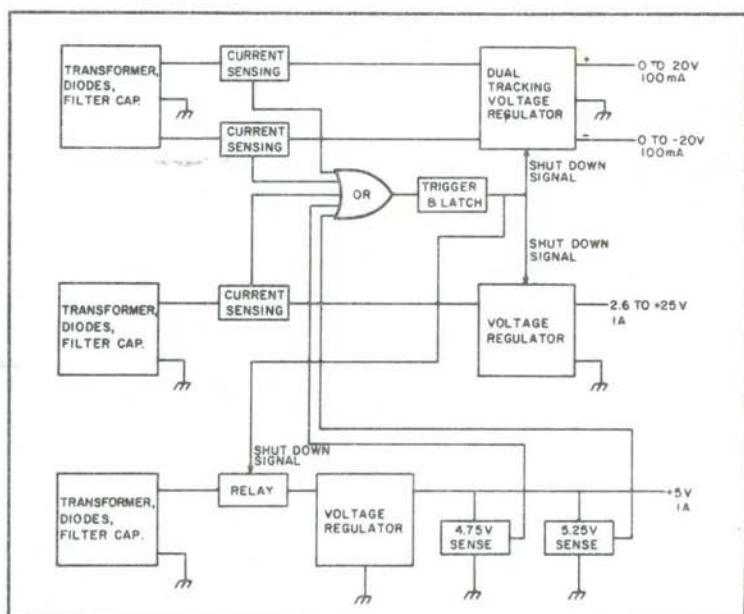 TRANSFORMER,
DIODES,
FILTER CAP.
CURRENT
SENSING
DUAL
TRACKING
VOLTAGE
REGULATOR
+
0 TO 20V
100mA
CURRENT
SENSING
-
0 TO -20V
100mA
OR
TRIGGER
& LATCH
SHUT DOWN
SIGNAL
SHUT DOWN
SIGNAL
TRANSFORMER,
DIODES,
FILTER CAP.
CURRENT
SENSING
VOLTAGE
REGULATOR
2.6 TO +25V
1A
SHUT DOWN
SIGNAL
TRANSFORMER,
DIODES,
FILTER CAP.
RELAY
VOLTAGE
REGULATOR
+5V
1A
4.75V
SENSE
5.25V
SENSE